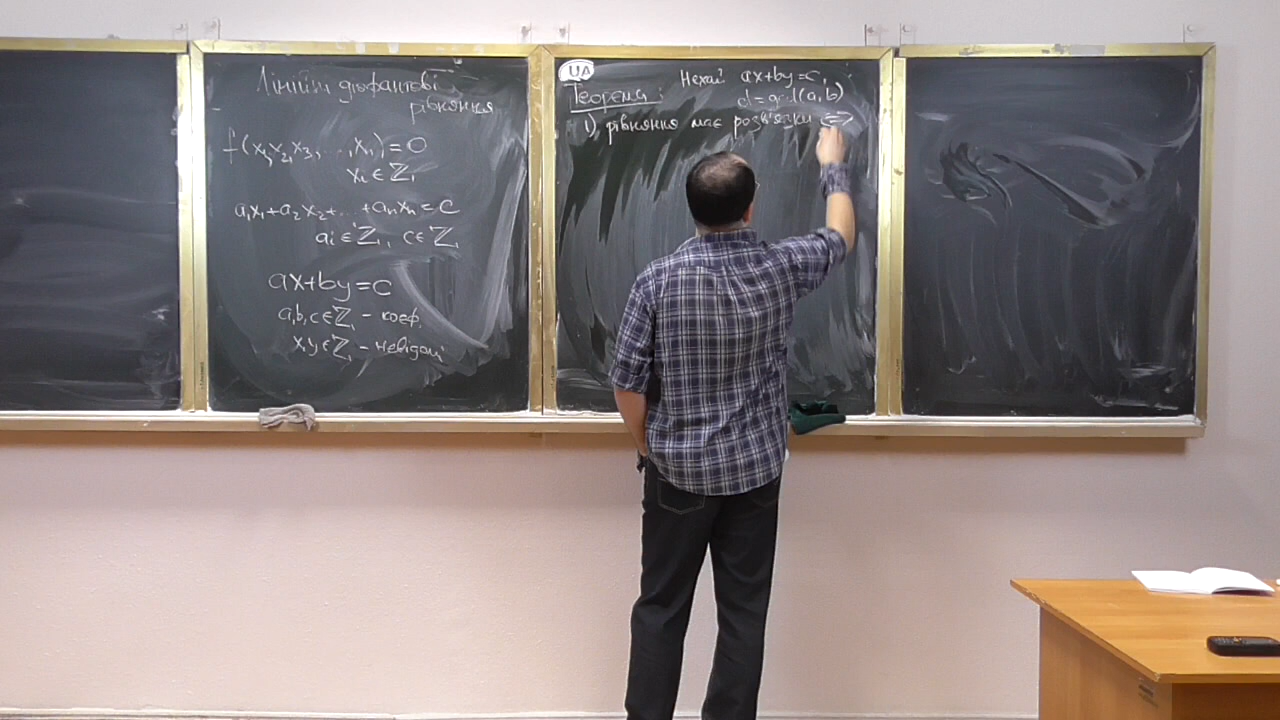 Лінійні діофантові
рівняння
f(x₁,x₂,x₃,...,xₙ)=0
xᵢ ∈ ℤ,
a₁x₁+a₂x₂+...+aₙxₙ=c
aᵢ∈ℤ, c∈ℤ
ax+by=c
a,b,c∈ℤ - коеф.
x,y∈ℤ - невідомі
UA
Теорема: Нехай ax+by=c,
d=gcd(a,b)
1) рівняння має розв'язки <=>